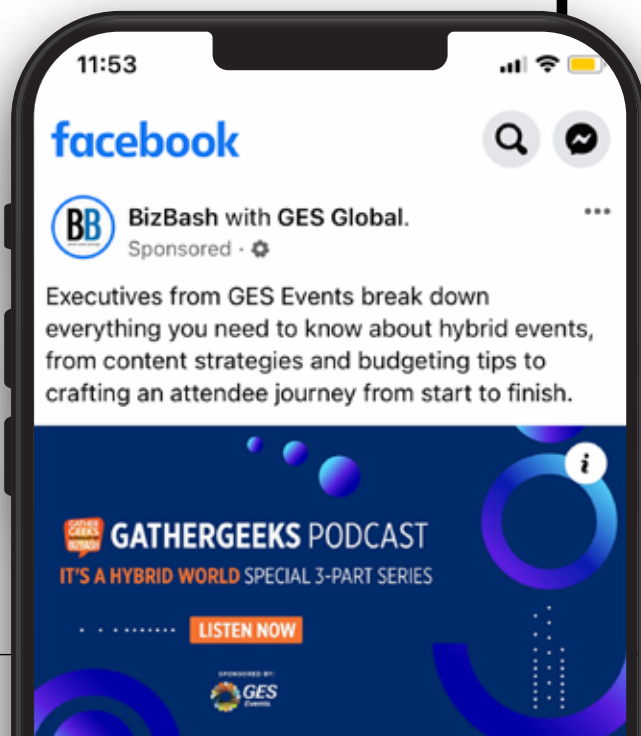 11:53
facebook
BB
BizBash with GES Global.
Sponsored ·
Executives from GES Events break down
everything you need to know about hybrid events,
from content strategies and budgeting tips to
crafting an attendee journey from start to finish.
i
GATHER
GEEKS
BIZBASH
GATHERGEEKS PODCAST
IT'S A HYBRID WORLD SPECIAL 3-PART SERIES
LISTEN NOW
SPONSORED BY:
GES
Events